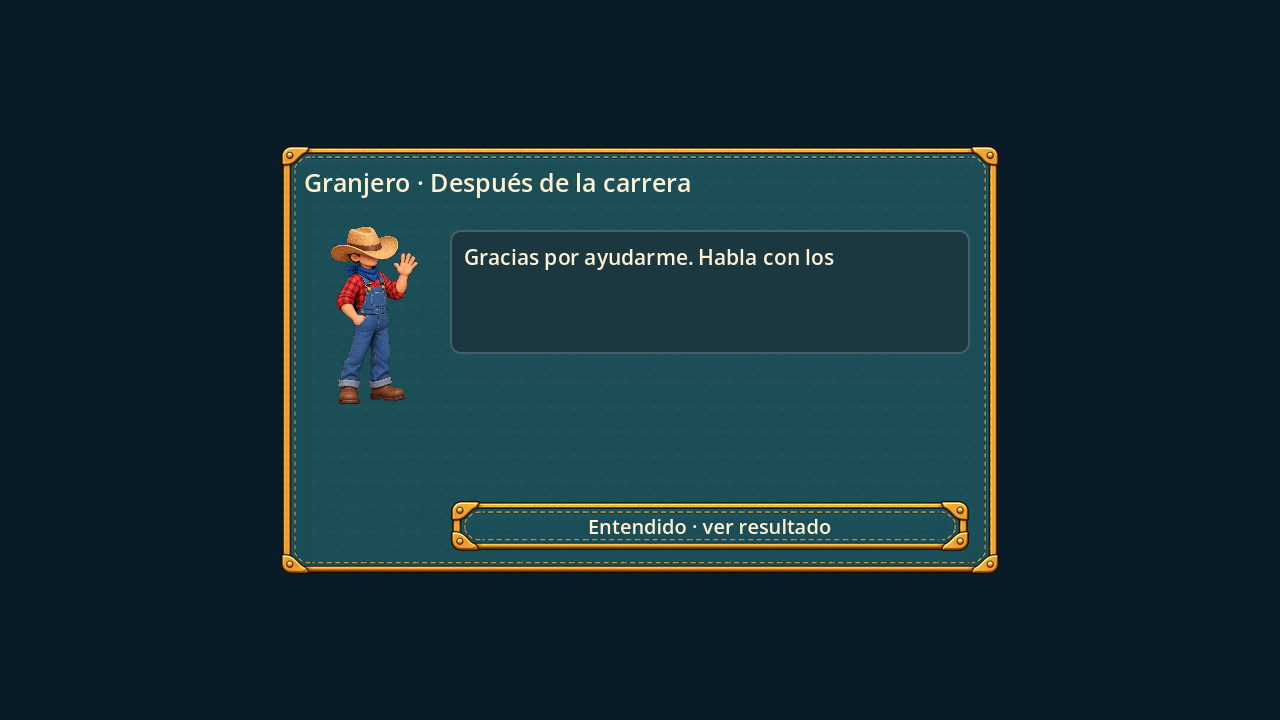 Granjero · Después de la carrera
Gracias por ayudarme. Habla con los
Entendido · ver resultado